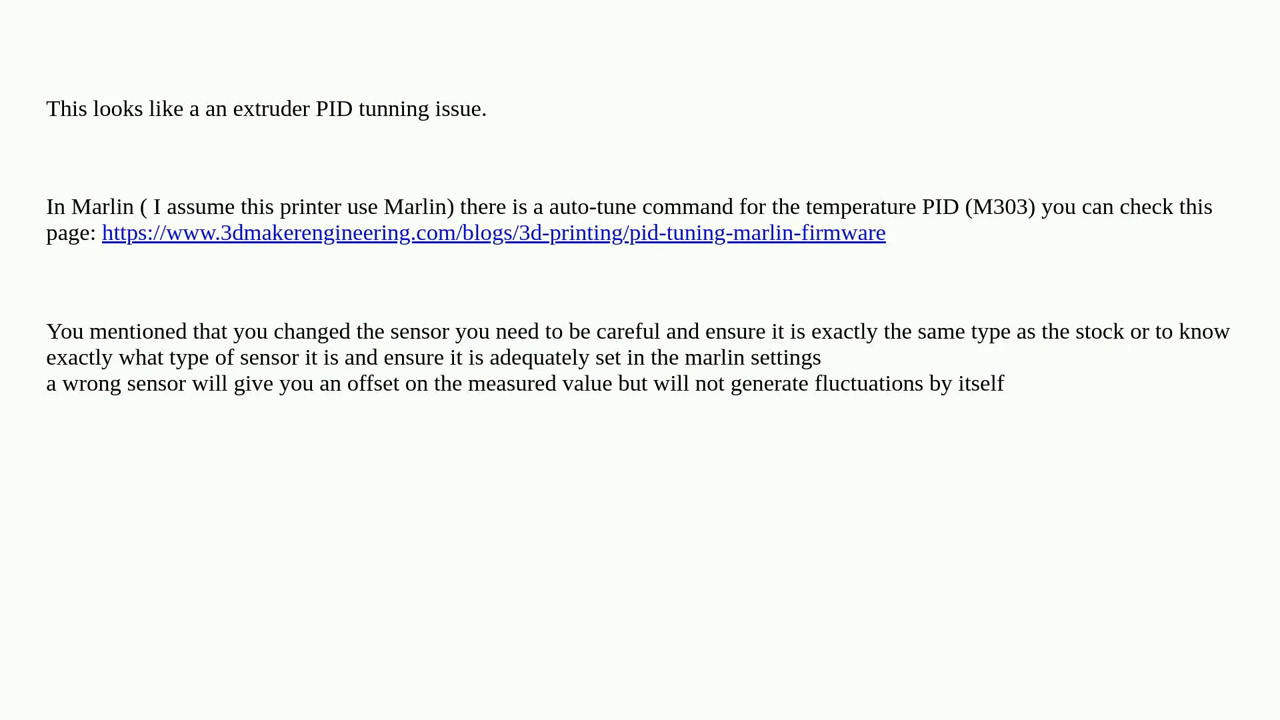 This looks like a an extruder PID tunning issue.
In Marlin ( I assume this printer use Marlin) there is a auto-tune command for the temperature PID (M303) you can check this
page: https://www.3dmakerengineering.com/blogs/3d-printing/pid-tuning-marlin-firmware
You mentioned that you changed the sensor you need to be careful and ensure it is exactly the same type as the stock or to know
exactly what type of sensor it is and ensure it is adequately set in the marlin settings
a wrong sensor will give you an offset on the measured value but will not generate fluctuations by itself